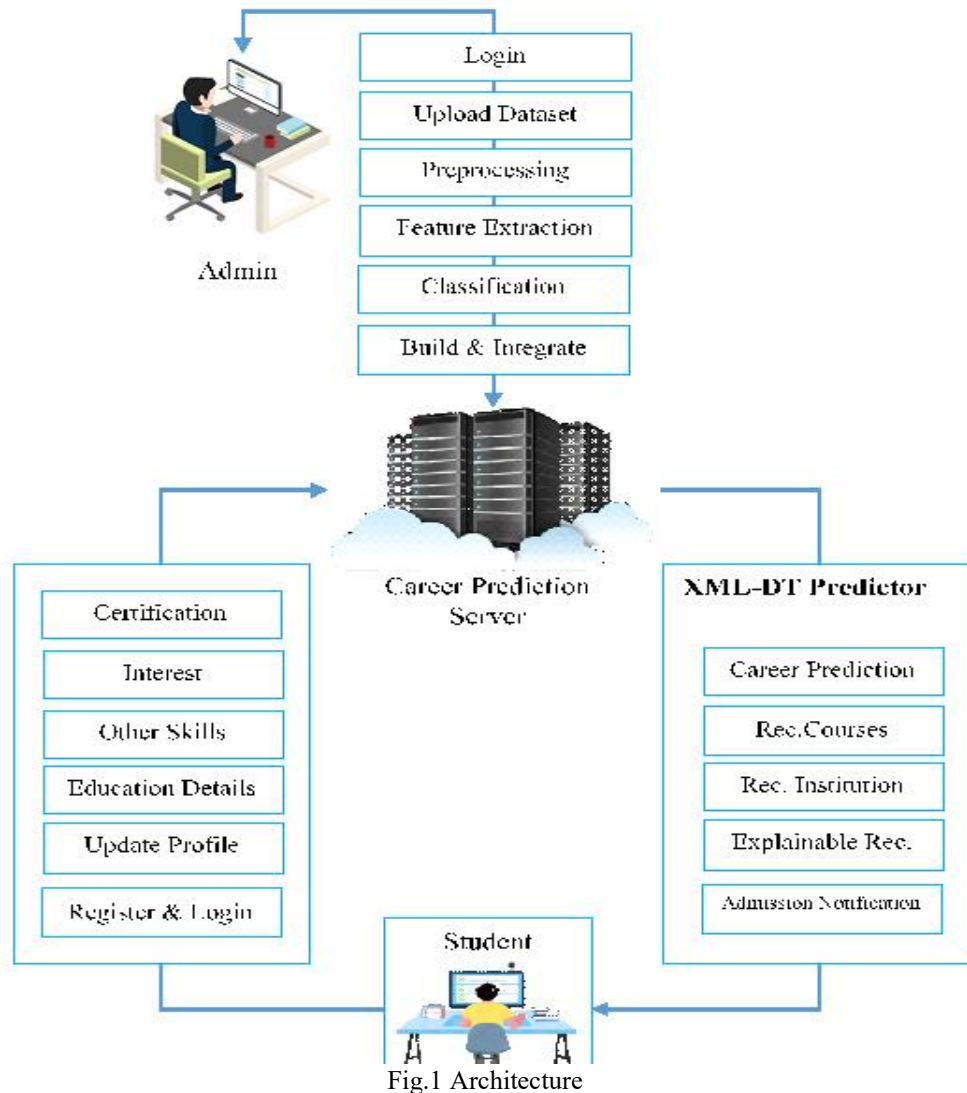 Login
Upload Dataset
Preprocessing
Feature Extraction
Classification
Build & Integrate
Admin
Career Prediction
Server
Certification
Interest
Other Skills
Education Details
Update Profile
Register & Login
XML-DT Predictor
Career Prediction
Rec.Courses
Rec. Institution
Explainable Rec.
Admission Notification
Student
Fig.1 Architecture